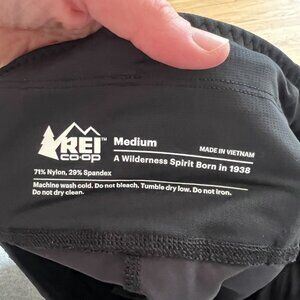 REI
CO·OP
Medium
MADE IN VIETNAM
A Wilderness Spirit Born in 1938
71% Nylon, 29% Spandex
Machine wash cold. Do not bleach. Tumble dry low. Do not iron.
Do not dry clean.